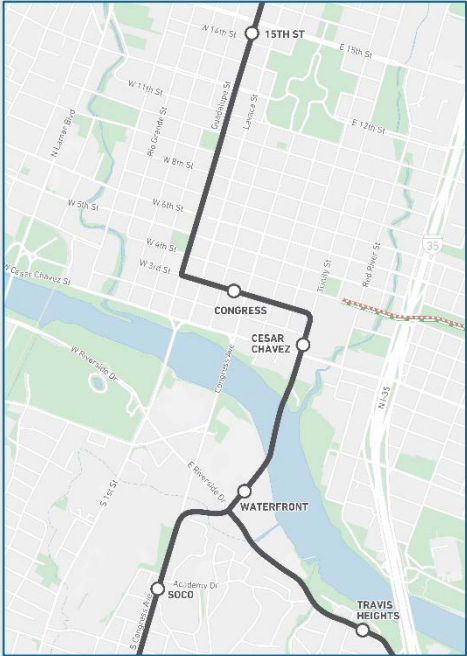 W 16th St
15TH ST
E 15th St
W 11th St
Guadalupe St
Lavaca St
N Lamar Blvd
Rio Grande St
E 12th St
W 8th St
W 6th St
W 5th St
W 4th St
W 3rd St
35
Trinity St
Red River St
W Cesar Chavez St
CONGRESS
CESAR
CHAVEZ
N I-35
W Riverside Dr
Congress Ave
E Riverside Dr
S 1st St
WATERFRONT
Academy Dr
SOCO
S Congress Ave
TRAVIS
HEIGHTS